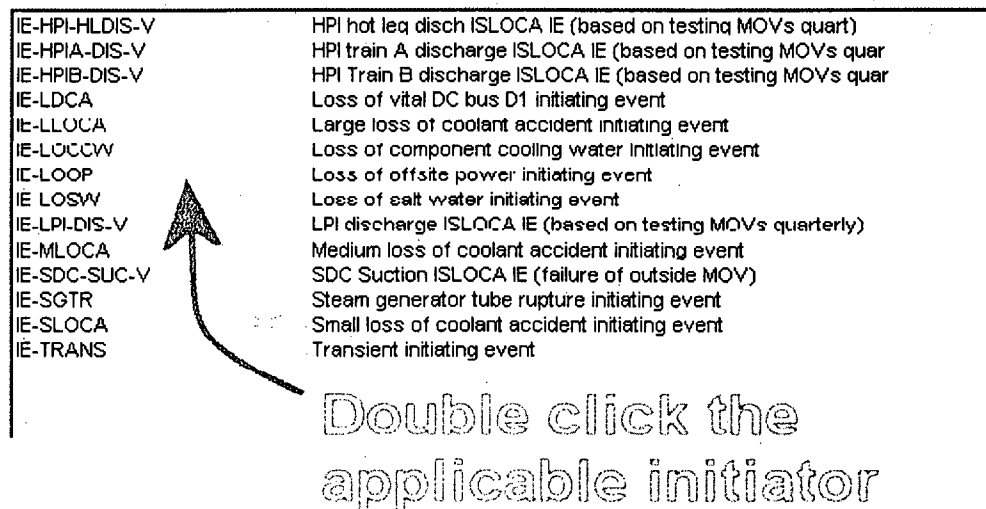 IE-HPI-HLDIS-V HPI hot leg disch ISLOCA IE (based on testing MOVs quart)
IE-HPIA-DIS-V HPI train A discharge ISLOCA IE (based on testing MOVs quar
IE-HPIB-DIS-V HPI Train B discharge ISLOCA IE (based on testing MOVs quar
IE-LDCA Loss of vital DC bus D1 initiating event
IE-LLOCA Large loss of coolant accident initiating event
IE-LOCCW Loss of component cooling water initiating event
IE-LOOP Loss of offsite power initiating event
IE LOSW Loss of salt water initiating event
IE-LPI-DIS-V LPI discharge ISLOCA IE (based on testing MOVs quarterly)
IE-MLOCA Medium loss of coolant accident initiating event
IE-SDC-SUC-V SDC Suction ISLOCA IE (failure of outside MOV)
IE-SGTR Steam generator tube rupture initiating event
IE-SLOCA Small loss of coolant accident initiating event
IE-TRANS Transient initiating event
Double click the
applicable initiator